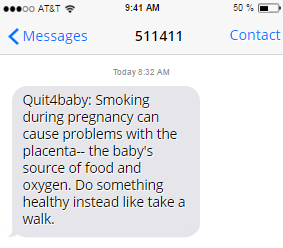 ●●●○○ AT&T 9:41 AM 50 %
Messages 511411 Contact
Today 8:32 AM
Quit4baby: Smoking
during pregnancy can
cause problems with the
placenta-- the baby's
source of food and
oxygen. Do something
healthy instead like take a
walk.